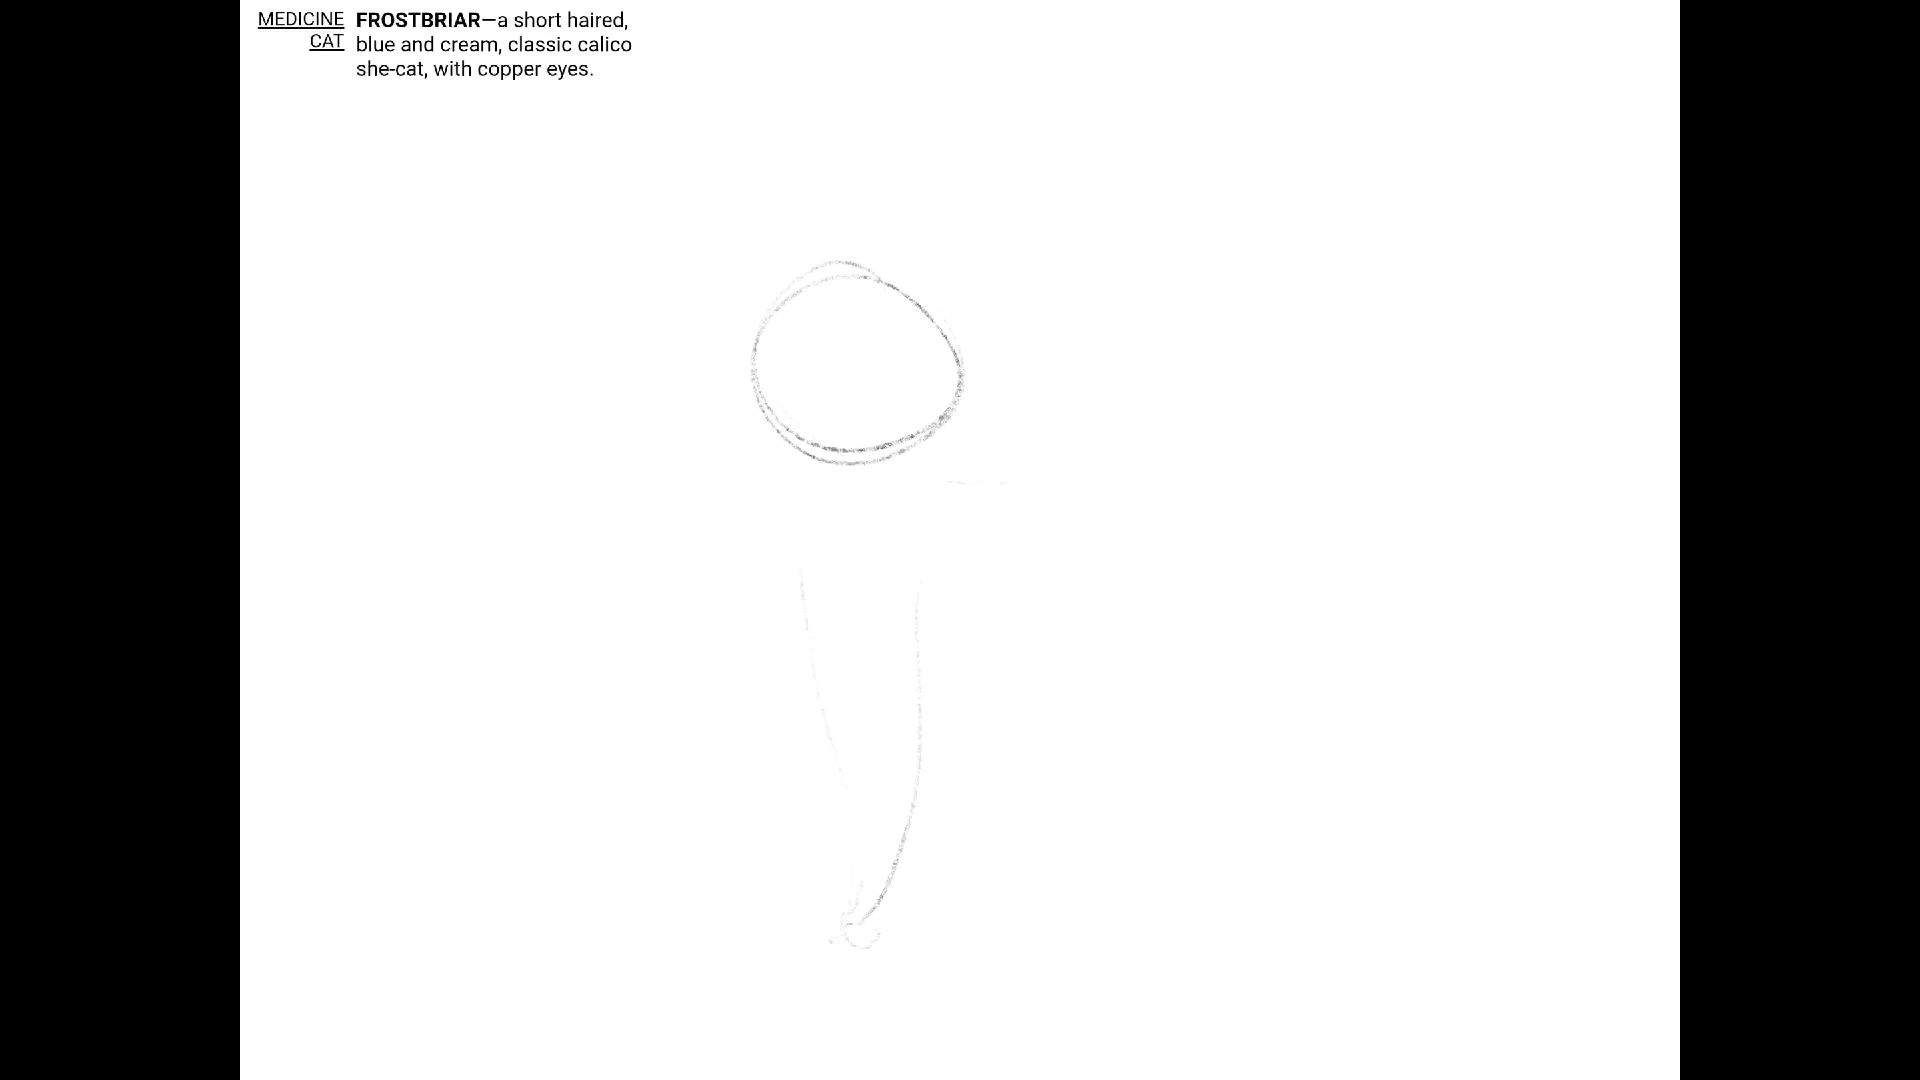 MEDICINE FROSTBRIAR—a short haired,
CAT blue and cream, classic calico
she-cat, with copper eyes.